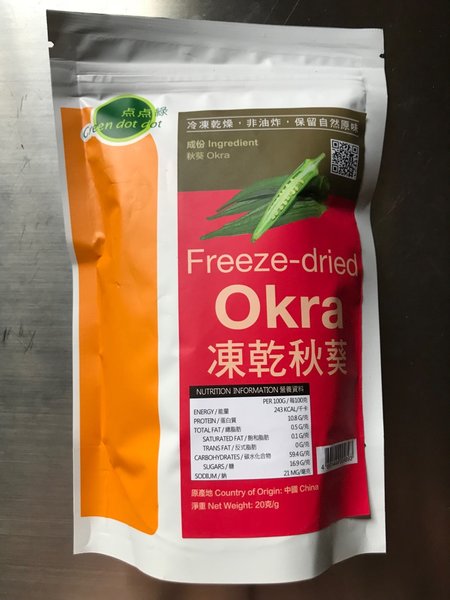 点点綠
Green dot dot
冷凍乾燥，非油炸，保留自然原味
成份 Ingredient
秋葵 Okra
Freeze-dried
Okra
凍乾秋葵
NUTRITION INFORMATION 營養資料
PER 100G / 每100克
ENERGY / 能量 243 KCAL/千卡
PROTEIN / 蛋白質 10.8 G/克
TOTAL FAT / 總脂肪 0.5 G/克
SATURATED FAT / 飽和脂肪 0.1 G/克
TRANS FAT / 反式脂肪 0 G/克
CARBOHYDRATES / 碳水化合物 59.4 G/克
SUGARS / 糖 16.9 G/克
SODIUM / 鈉 21 MG/毫克
原產地 Country of Origin: 中國 China
淨重 Net Weight: 20克/g